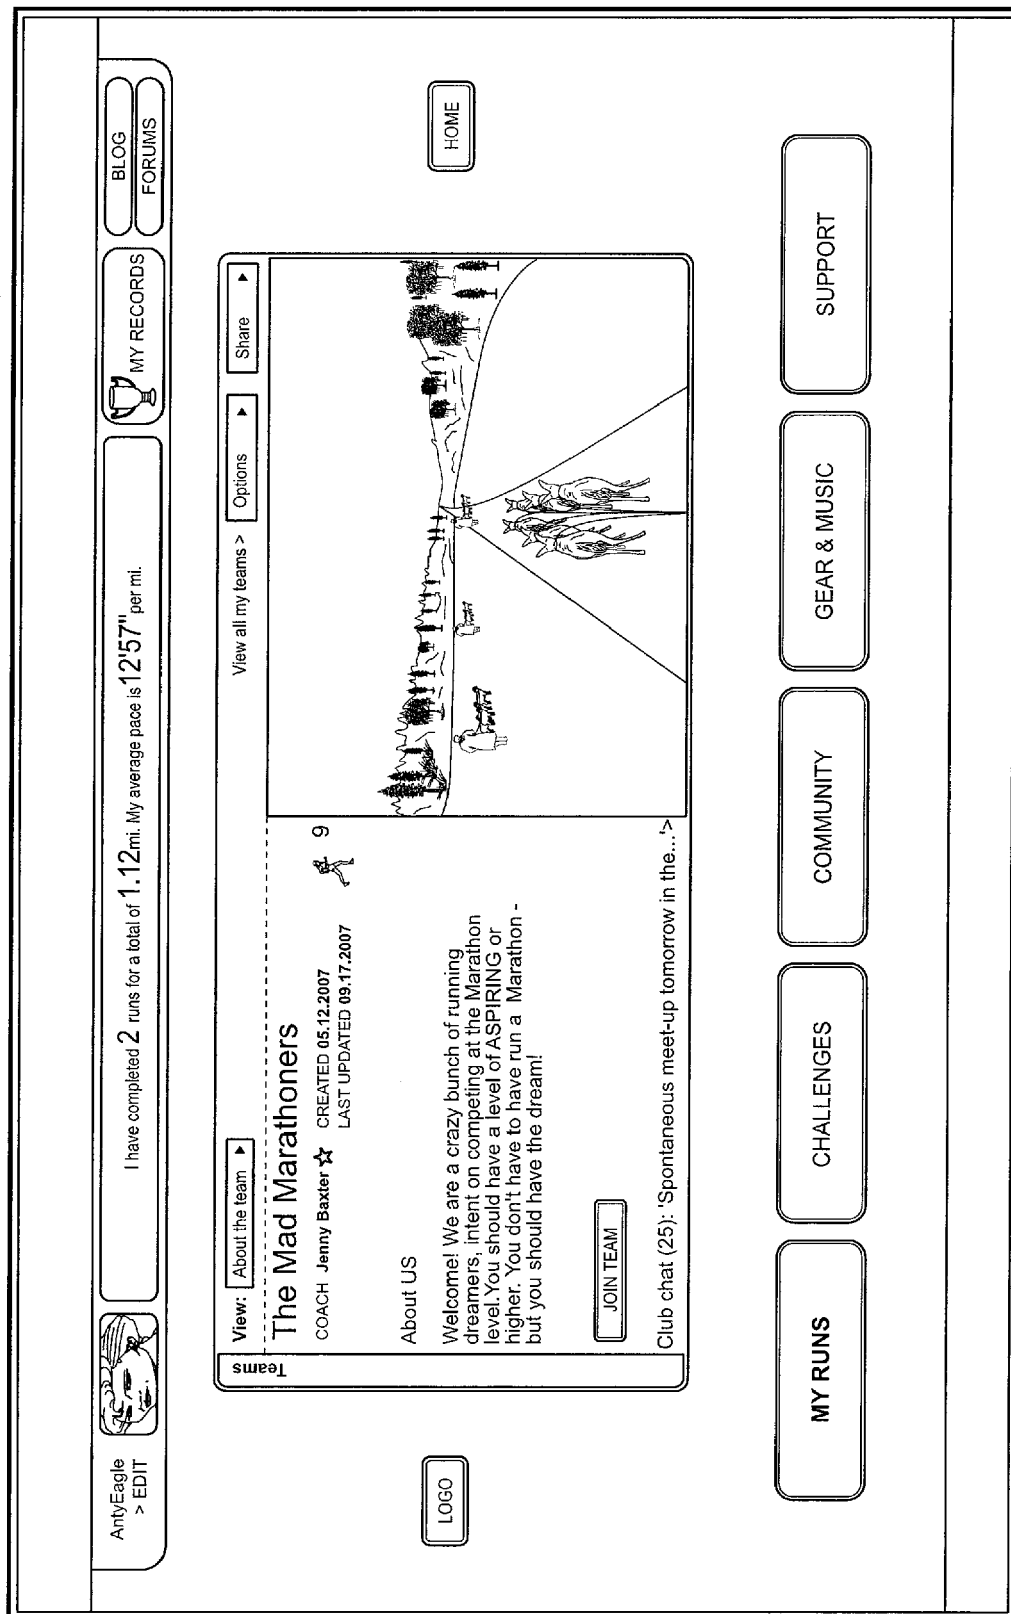 AntyEagle
> EDIT
I have completed 2 runs for a total of 1.12mi. My average pace is 12'57" per mi.
MY RECORDS
BLOG
FORUMS
LOGO
HOME
Teams
View: About the team
View all my teams >
Options
Share
The Mad Marathoners
COACH Jenny Baxter
CREATED 05.12.2007
LAST UPDATED 09.17.2007
9
About US
Welcome! We are a crazy bunch of running
dreamers, intent on competing at the Marathon
level.You should have a level of ASPIRING or
higher. You don't have to have run a Marathon -
but you should have the dream!
JOIN TEAM
Club chat (25): 'Spontaneous meet-up tomorrow in the...'>
MY RUNS
CHALLENGES
COMMUNITY
GEAR & MUSIC
SUPPORT